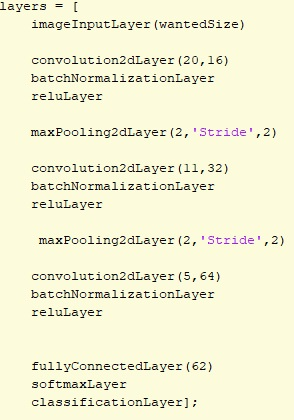 layers = [
imageInputLayer(wantedSize)
convolution2dLayer(20,16)
batchNormalizationLayer
reluLayer
maxPooling2dLayer(2,'Stride',2)
convolution2dLayer(11,32)
batchNormalizationLayer
reluLayer
maxPooling2dLayer(2,'Stride',2)
convolution2dLayer(5,64)
batchNormalizationLayer
reluLayer
fullyConnectedLayer(62)
softmaxLayer
classificationLayer];